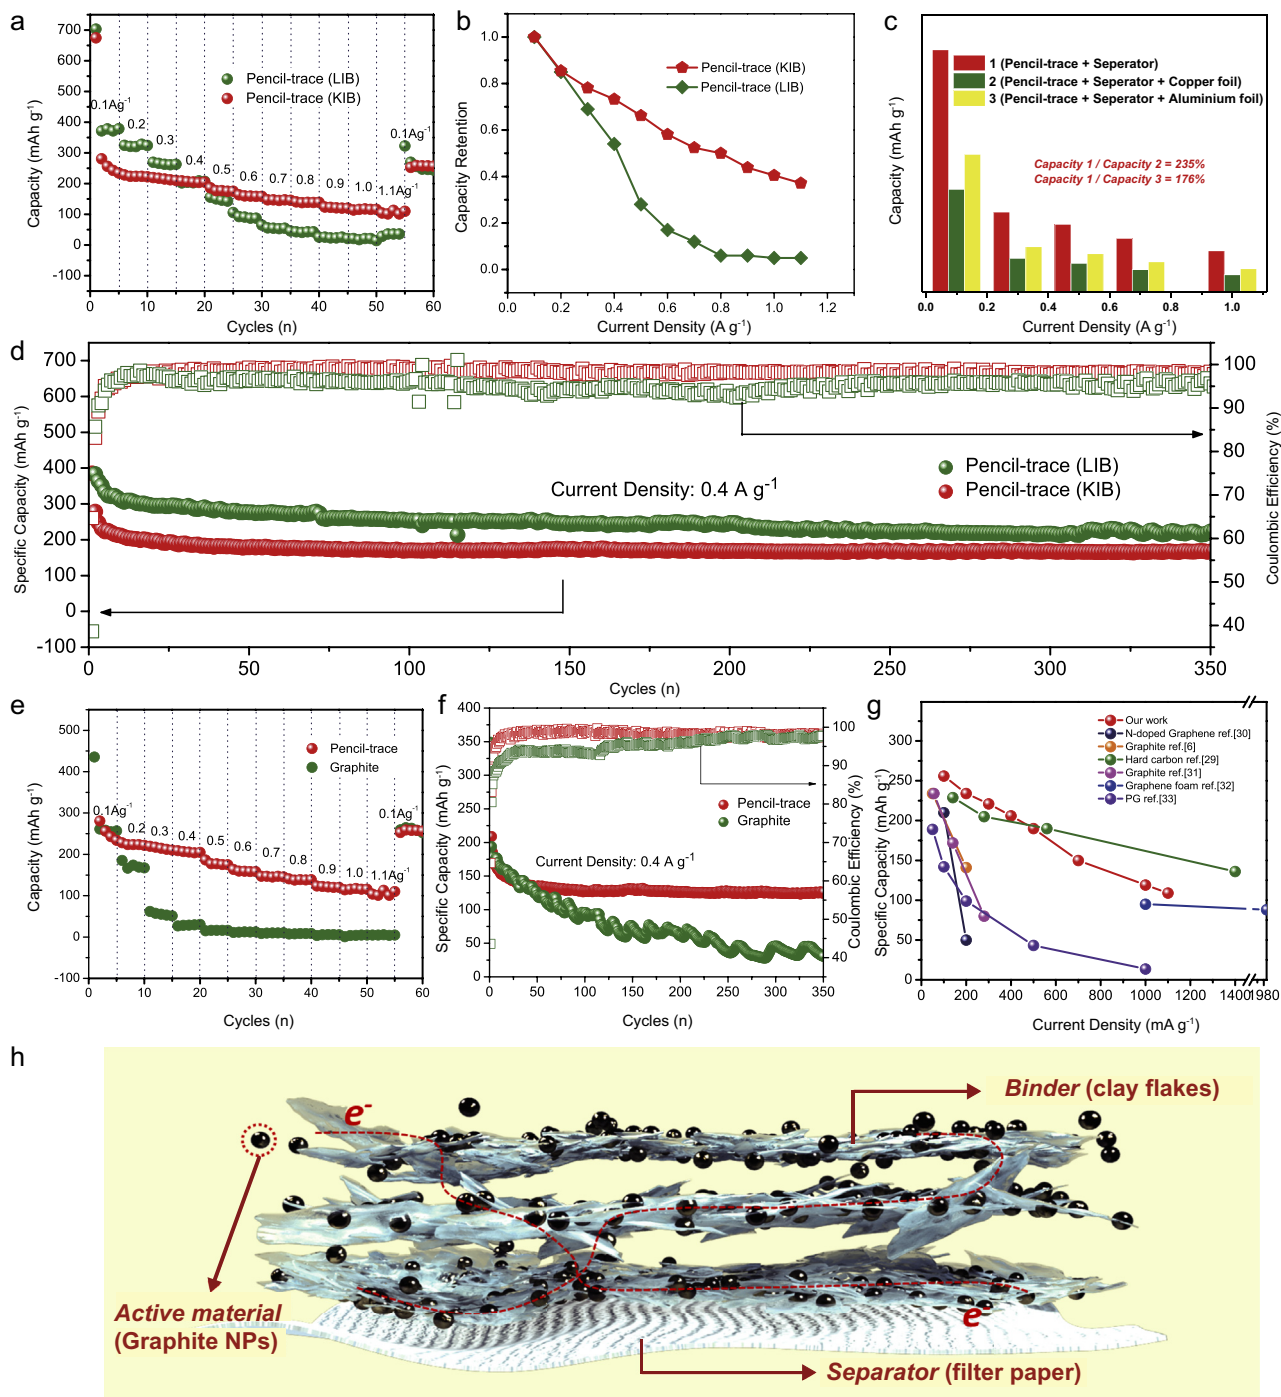 a
700
600
500
400
300
200
100
0
-100
Capacity (mAh g⁻¹)
Pencil-trace (LIB)
Pencil-trace (KIB)
0.1Ag⁻¹
0.2
0.3
0.4
0.5
0.6
0.7
0.8
0.9
1.0
1.1Ag⁻¹
0.1Ag⁻¹
0 10 20 30 40 50 60
Cycles (n)
b
1.0
0.8
0.6
0.4
0.2
0.0
Capacity Retention
Pencil-trace (KIB)
Pencil-trace (LIB)
0.0 0.2 0.4 0.6 0.8 1.0 1.2
Current Density (A g⁻¹)
c
Capacity (mAh g⁻¹)
1 (Pencil-trace + Seperator)
2 (Pencil-trace + Seperator + Copper foil)
3 (Pencil-trace + Seperator + Aluminium foil)
Capacity 1 / Capacity 2 = 235%
Capacity 1 / Capacity 3 = 176%
0.0 0.2 0.4 0.6 0.8 1.0
Current Density (A g⁻¹)
d
700
600
500
400
300
200
100
0
-100
Specific Capacity (mAh g⁻¹)
Pencil-trace (LIB)
Pencil-trace (KIB)
Current Density: 0.4 A g⁻¹
100
90
80
70
60
50
40
Coulombic Efficiency (%)
0 50 100 150 200 250 300 350
Cycles (n)
e
500
400
300
200
100
0
-100
Capacity (mAh g⁻¹)
Pencil-trace
Graphite
0.1Ag⁻¹
0.2
0.3
0.4
0.5
0.6
0.7
0.8
0.9
1.0
1.1Ag⁻¹
0.1Ag⁻¹
0 10 20 30 40 50 60
Cycles (n)
f
400
350
300
250
200
150
100
50
0
Specific Capacity (mAh g⁻¹)
Pencil-trace
Graphite
Current Density: 0.4 A g⁻¹
100
90
80
70
60
50
40
Coulombic Efficiency (%)
0 50 100 150 200 250 300 350
Cycles (n)
g
300
250
200
150
100
50
0
Specific Capacity (mAh g⁻¹)
Our work
N-doped Graphene ref.[30]
Graphite ref.[6]
Hard carbon ref.[29]
Graphite ref.[31]
Graphene foam ref.[32]
PG ref.[33]
0 200 400 600 800 1000 1200 1400 1980
Current Density (mA g⁻¹)
h
Binder (clay flakes)
e⁻
Active material
(Graphite NPs)
e⁻
Separator (filter paper)